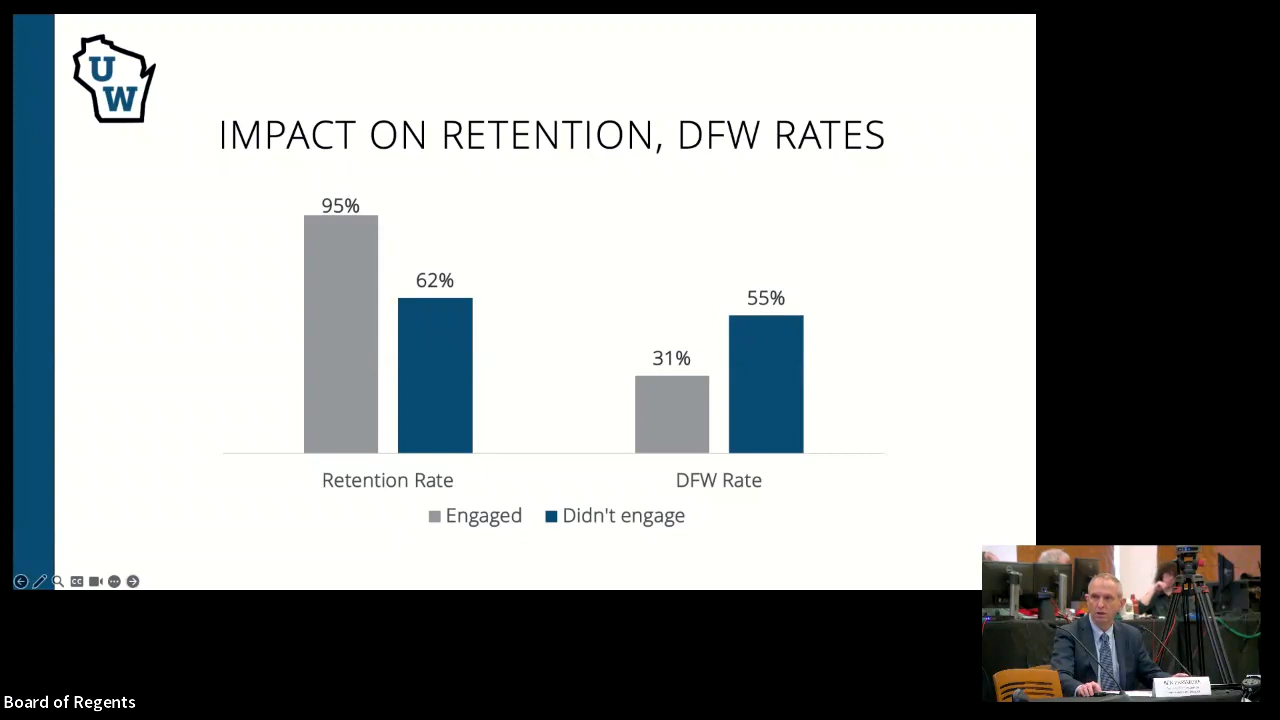 U
W
IMPACT ON RETENTION, DFW RATES
95%
62%
31%
55%
Retention Rate
DFW Rate
Engaged
Didn't engage
CC
Board of Regents